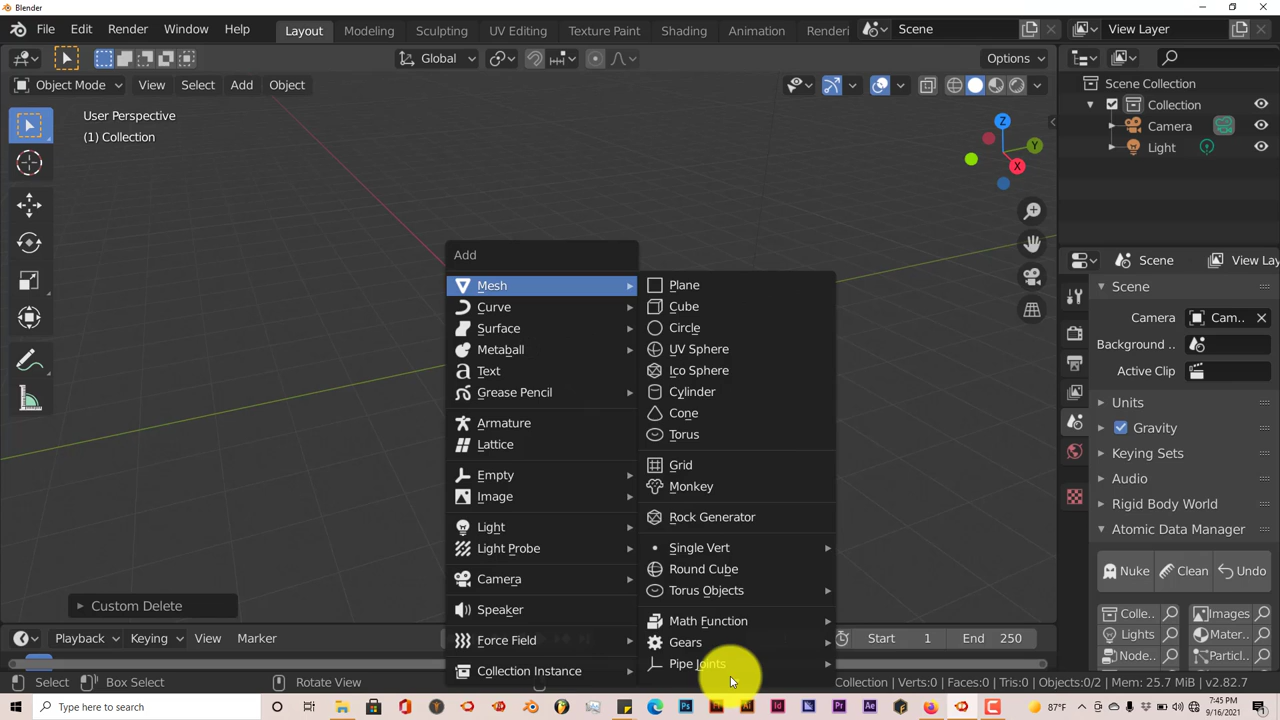 Blender
File Edit Render Window Help Layout Modeling Sculpting UV Editing Texture Paint Shading Animation Renderi Scene View Layer
Global Options
Object Mode View Select Add Object
User Perspective
(1) Collection
Z
Y
X
Scene Collection
Collection
Camera
Light
Scene View Lay
Scene
Camera Cam..
Background ..
Active Clip
Units
Gravity
Keying Sets
Audio
Rigid Body World
Atomic Data Manager
Nuke Clean Undo
Colle.. Images
Lights Mater..
Node.. Particl..
Add
Mesh
Curve
Surface
Metaball
Text
Grease Pencil
Armature
Lattice
Empty
Image
Light
Light Probe
Camera
Speaker
Force Field
Collection Instance
Plane
Cube
Circle
UV Sphere
Ico Sphere
Cylinder
Cone
Torus
Grid
Monkey
Rock Generator
Single Vert
Round Cube
Torus Objects
Math Function
Gears
Pipe Joints
Custom Delete
Playback Keying View Marker Start 1 End 250
Select Box Select Rotate View Collection | Verts:0 | Faces:0 | Tris:0 | Objects:0/2 | Mem: 25.7 MiB | v2.82.7
Type here to search 87°F 7:45 PM
9/16/2021